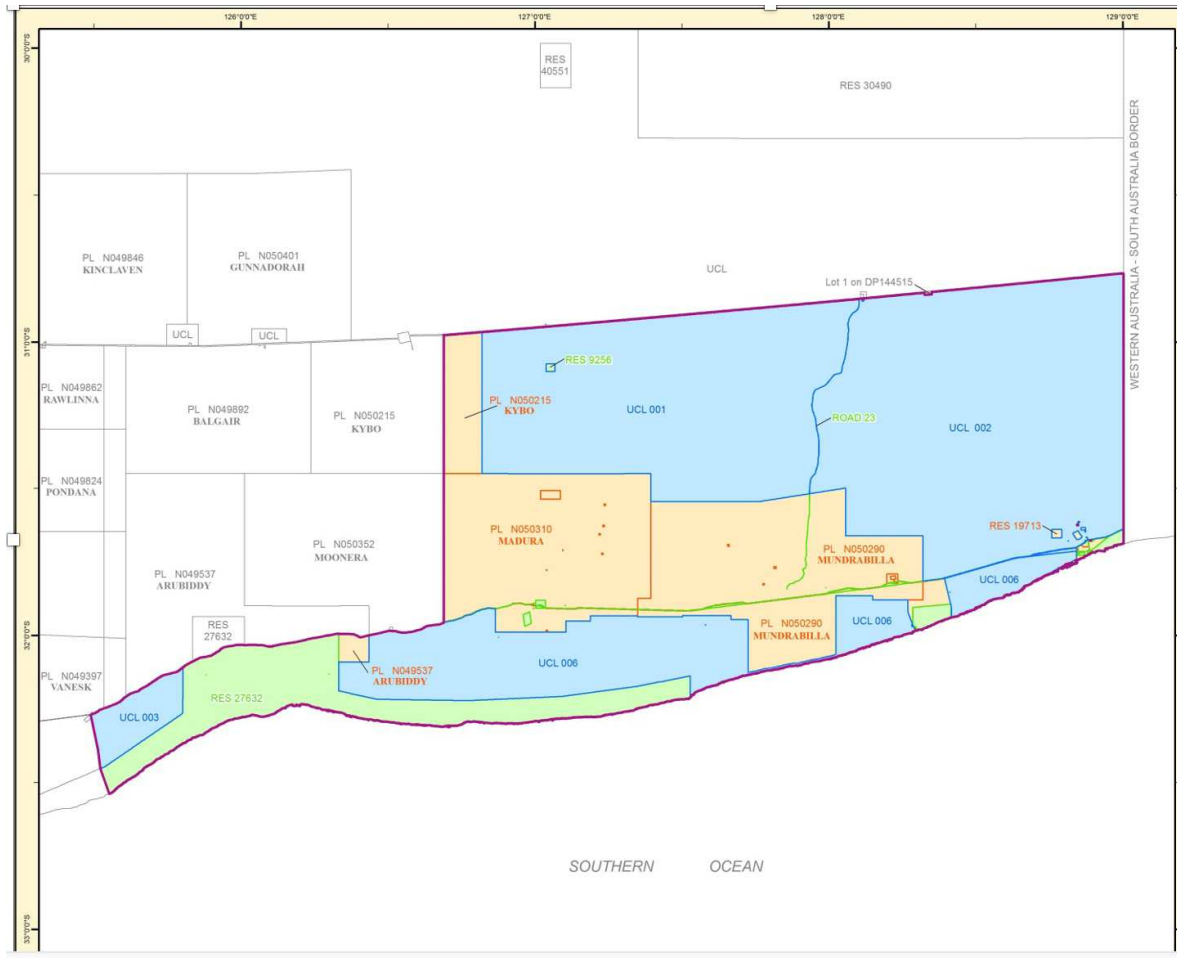 126°0'0"E
127°0'0"E
128°0'0"E
129°0'0"E
30°0'0"S
RES
40551
RES 30490
WESTERN AUSTRALIA - SOUTH AUSTRALIA BORDER
PL N049846
KINCLAVEN
PL N050401
GUNNADORAH
UCL
Lot 1 on DP144515
UCL
UCL
31°0'0"S
RES 9256
PL N049862
RAWLINNA
PL N049892
BALGAIR
PL N050215
KYBO
PL N050215
KYBO
UCL 001
ROAD 23
UCL 002
PL N049824
PONDANA
RES 19713
PL N050310
MADURA
PL N050352
MOONERA
PL N050290
MUNDRABILLA
PL N049537
ARUBIDDY
UCL 006
RES
27632
UCL 006
PL N050290
MUNDRABILLA
32°0'0"S
UCL 006
PL N049397
VANESK
PL N049537
ARUBIDDY
RES 27632
UCL 003
SOUTHERN OCEAN
33°0'0"S